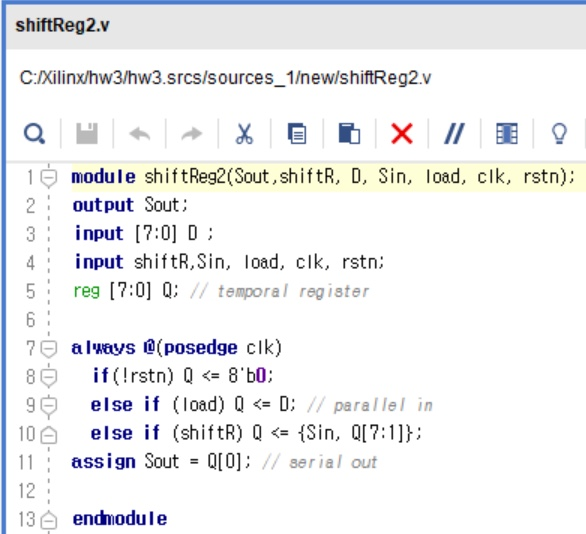 shiftReg2.v
C:/Xilinx/hw3/hw3.srcs/sources_1/new/shiftReg2.v
1 module shiftReg2(Sout,shiftR, D, Sin, load, clk, rstn);
2 output Sout;
3 input [7:0] D ;
4 input shiftR,Sin, load, clk, rstn;
5 reg [7:0] Q; // temporal register
6
7 always @(posedge clk)
8 if(!rstn) Q <= 8'b0;
9 else if (load) Q <= D; // parallel in
10 else if (shiftR) Q <= {Sin, Q[7:1]};
11 assign Sout = Q[0]; // serial out
12
13 endmodule